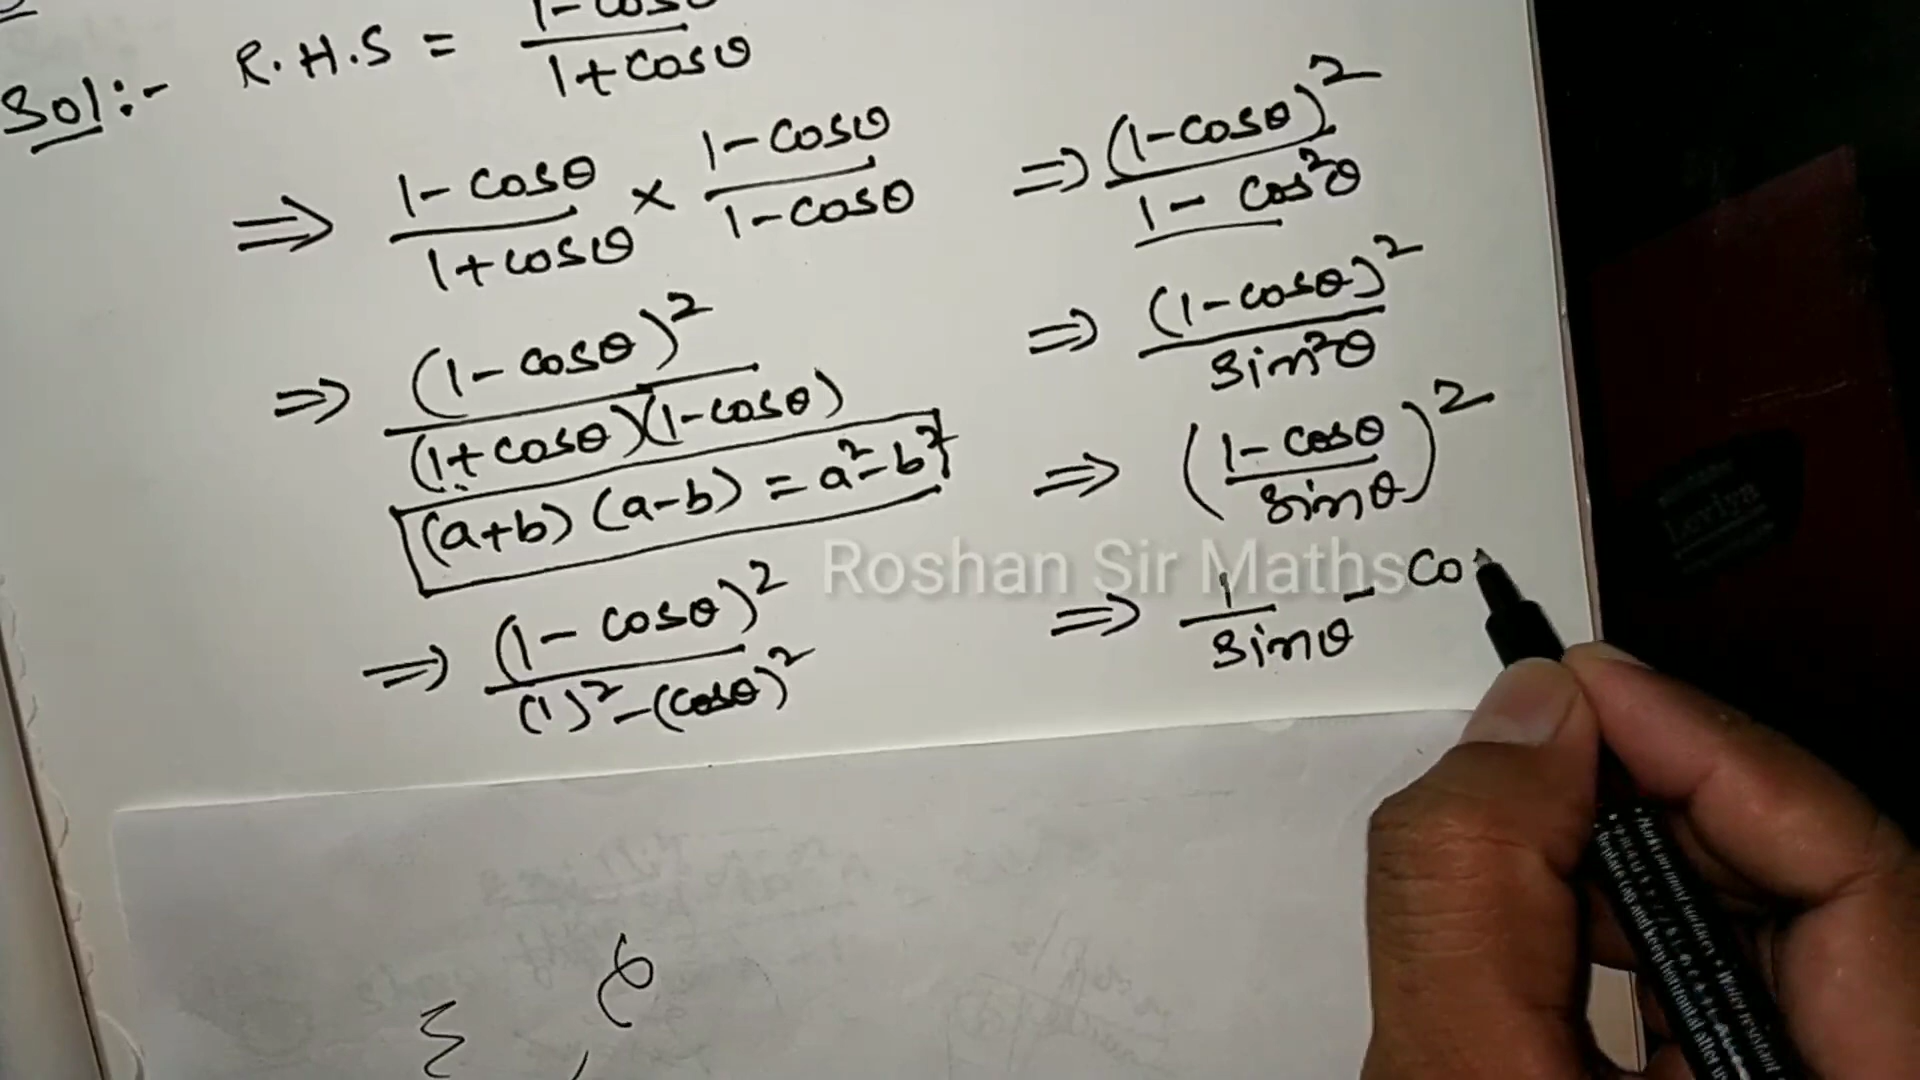 Sol:- R.H.S = 1-cosθ / 1+cosθ
⇒ 1-cosθ / 1+cosθ × 1-cosθ / 1-cosθ
⇒ (1-cosθ)² / (1+cosθ)(1-cosθ)
(a+b) (a-b) = a²-b²
⇒ (1-cosθ)² / (1)²-(cosθ)²
⇒ (1-cosθ)² / 1-cos²θ
⇒ (1-cosθ)² / sin²θ
⇒ (1-cosθ / sinθ)²
⇒ 1 / sinθ - co
Roshan Sir Maths